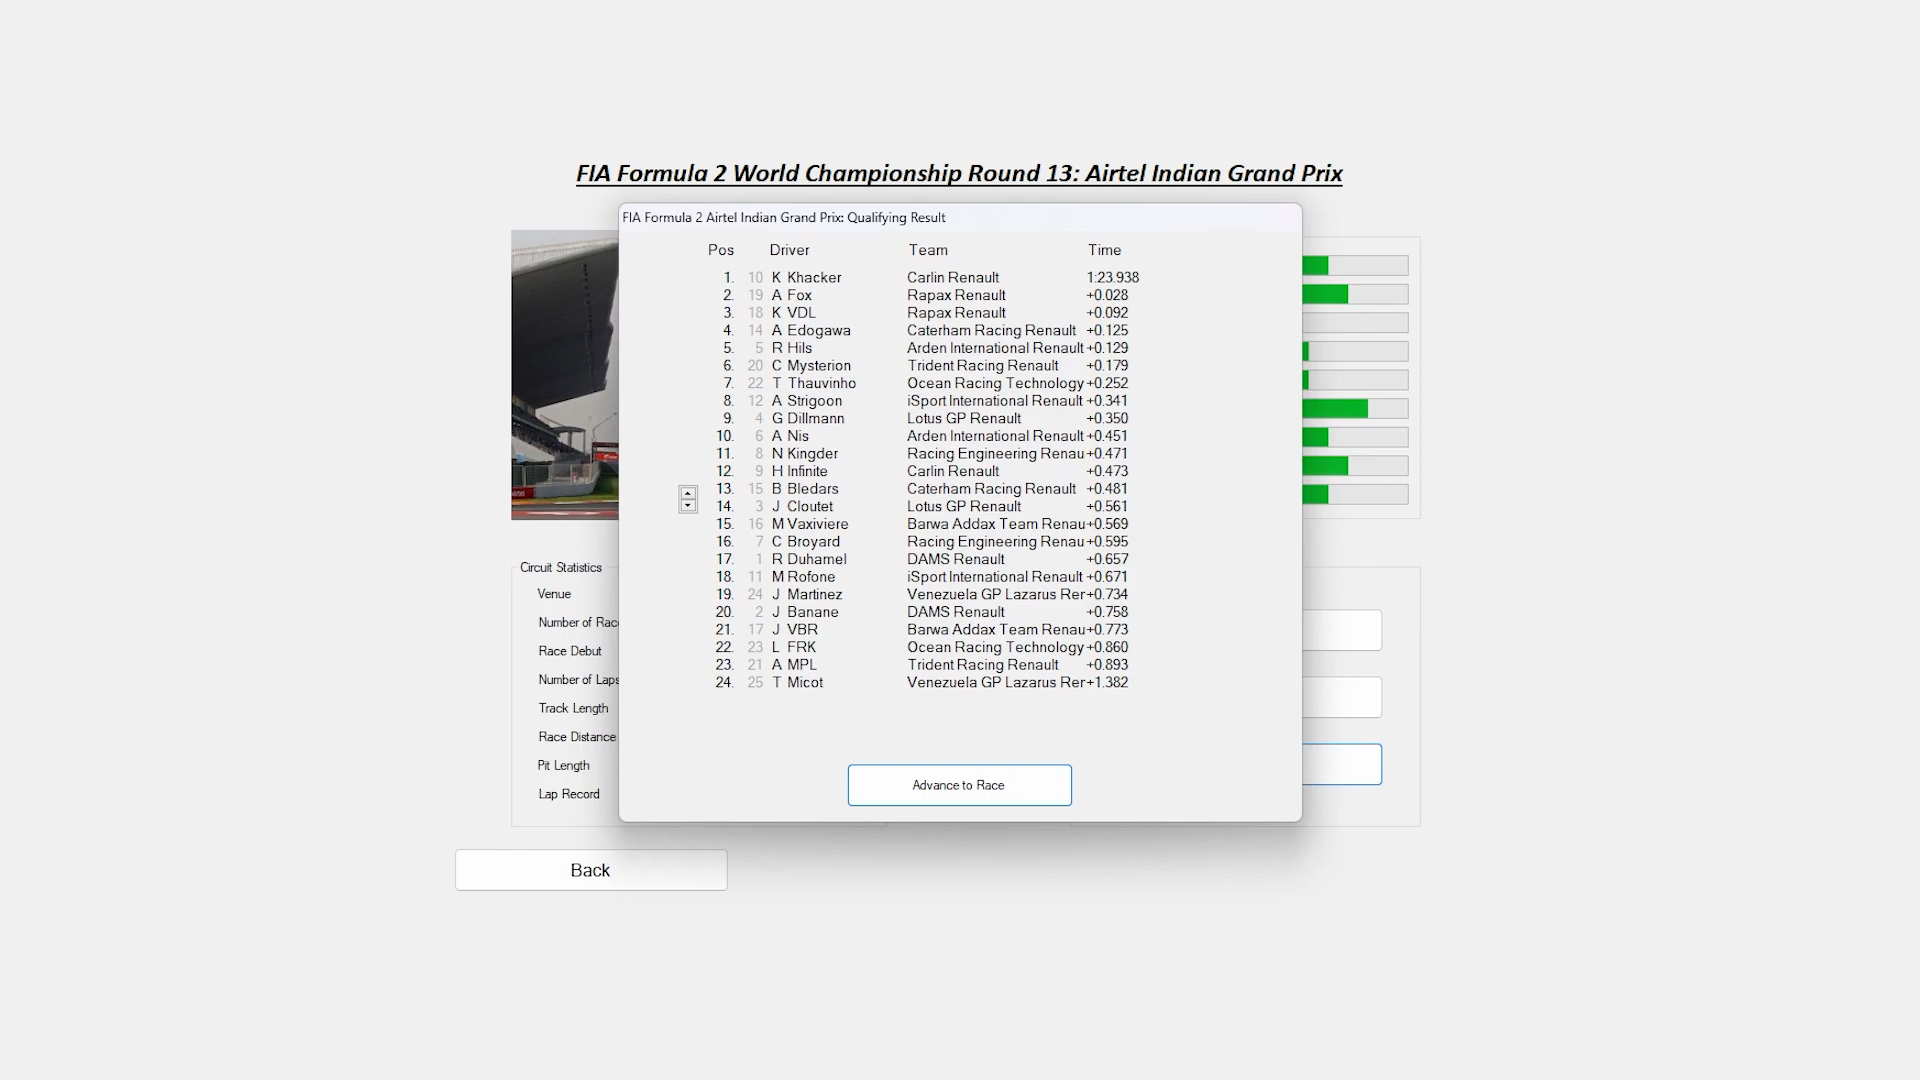 FIA Formula 2 World Championship Round 13: Airtel Indian Grand Prix
FIA Formula 2 Airtel Indian Grand Prix: Qualifying Result
Pos Driver Team Time
1. 10 K Khacker Carlin Renault 1:23.938
2. 19 A Fox Rapax Renault +0.028
3. 18 K VDL Rapax Renault +0.092
4. 14 A Edogawa Caterham Racing Renault +0.125
5. 5 R Hils Arden International Renault +0.129
6. 20 C Mysterion Trident Racing Renault +0.179
7. 22 T Thauvinho Ocean Racing Technology +0.252
8. 12 A Strigoon iSport International Renault +0.341
9. 4 G Dillmann Lotus GP Renault +0.350
10. 6 A Nis Arden International Renault +0.451
11. 8 N Kingder Racing Engineering Renau +0.471
12. 9 H Infinite Carlin Renault +0.473
13. 15 B Bledars Caterham Racing Renault +0.481
14. 3 J Cloutet Lotus GP Renault +0.561
15. 16 M Vaxiviere Barwa Addax Team Renau +0.569
16. 7 C Broyard Racing Engineering Renau +0.595
17. 1 R Duhamel DAMS Renault +0.657
18. 11 M Rofone iSport International Renault +0.671
19. 24 J Martinez Venezuela GP Lazarus Rer +0.734
20. 2 J Banane DAMS Renault +0.758
21. 17 J VBR Barwa Addax Team Renau +0.773
22. 23 L FRK Ocean Racing Technology +0.860
23. 21 A MPL Trident Racing Renault +0.893
24. 25 T Micot Venezuela GP Lazarus Rer +1.382
Advance to Race
Circuit Statistics
Venue
Number of Rac
Race Debut
Number of Laps
Track Length
Race Distance
Pit Length
Lap Record
Back